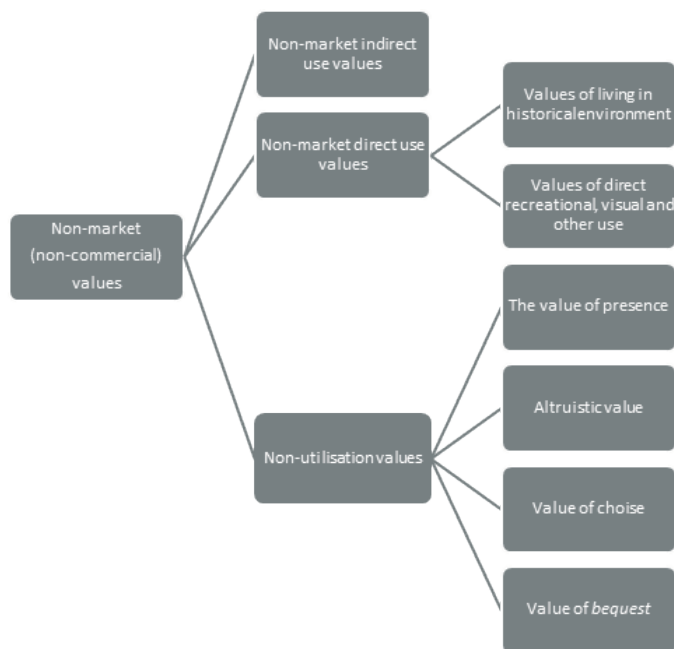 Non-market indirect
use values
Non-market direct use
values
Values of living in
historicalenvironment
Values of direct
recreational, visual and
other use
Non-market
(non-commercial)
values
The value of presence
Altruistic value
Non-utilisation values
Value of choise
Value of bequest